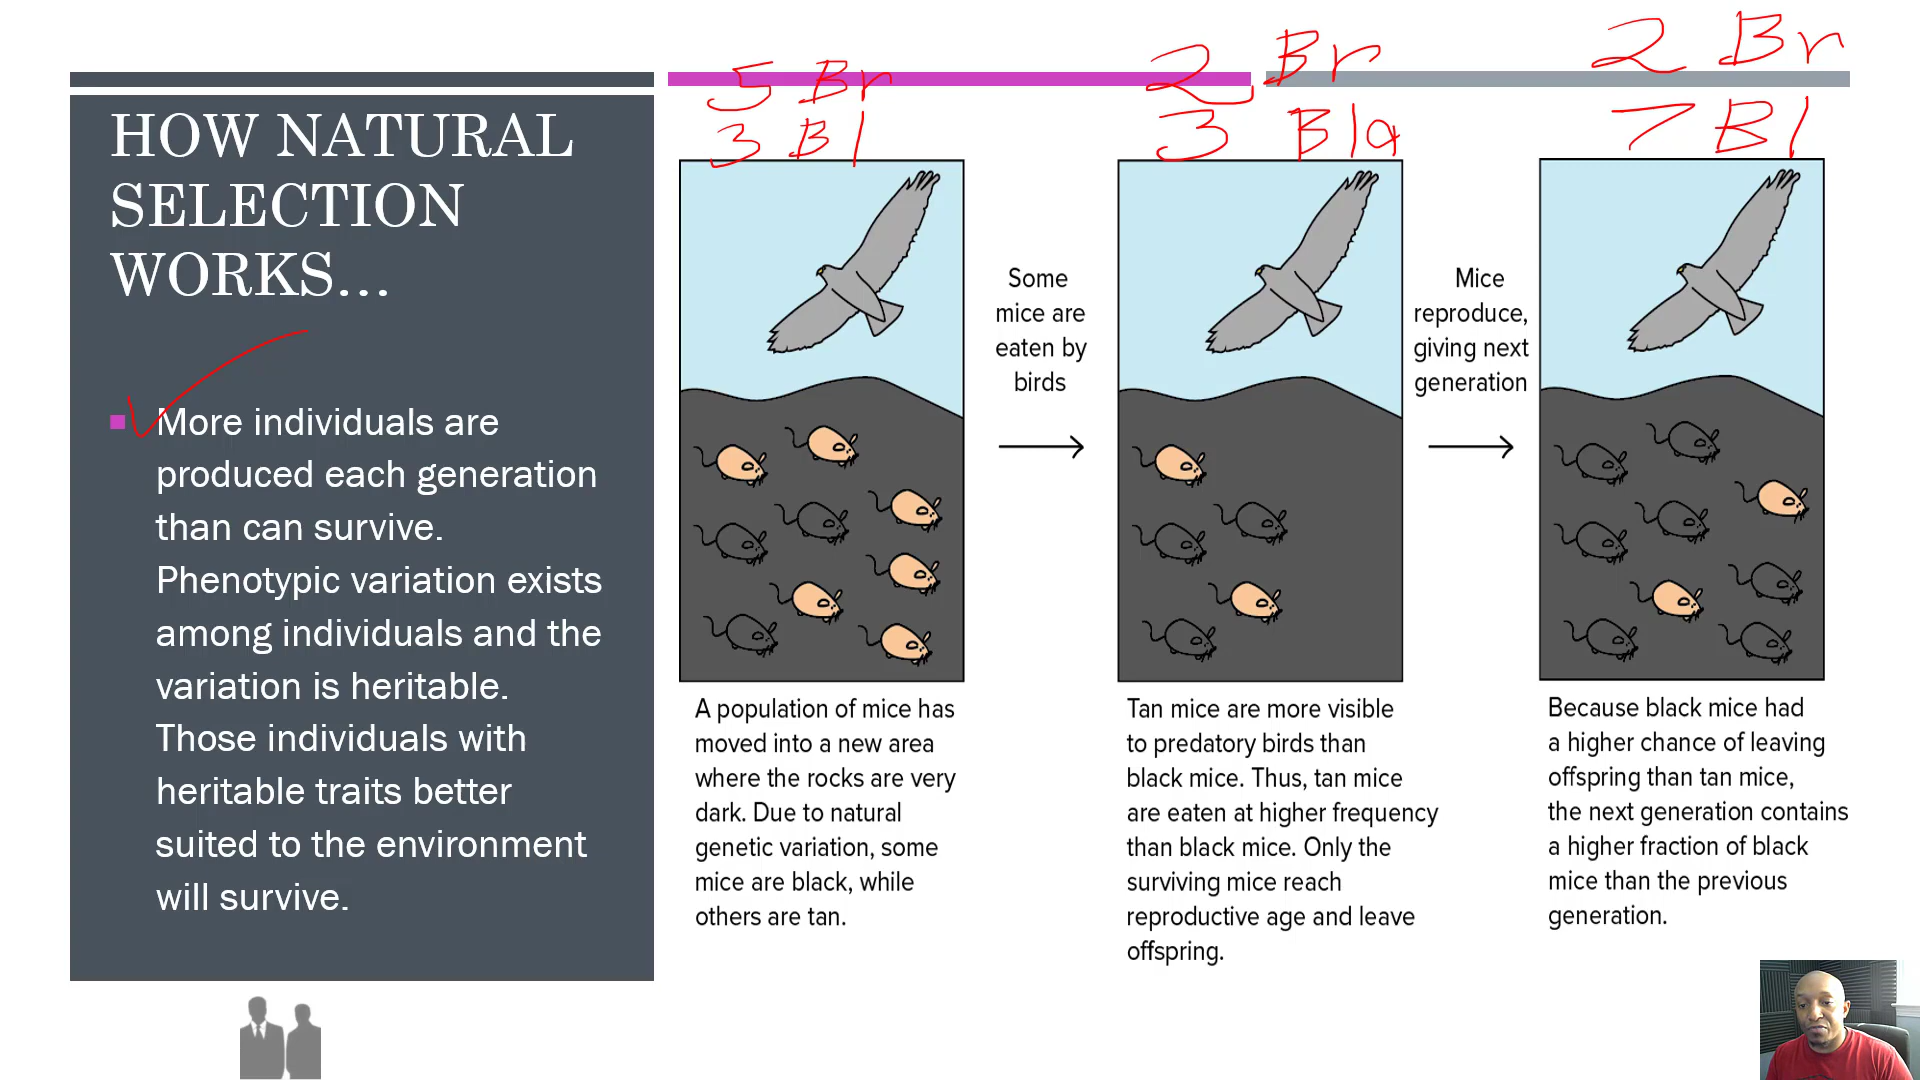 HOW NATURAL
SELECTION
WORKS...
More individuals are
produced each generation
than can survive.
Phenotypic variation exists
among individuals and the
variation is heritable.
Those individuals with
heritable traits better
suited to the environment
will survive.
5 Br
3 Bl
A population of mice has
moved into a new area
where the rocks are very
dark. Due to natural
genetic variation, some
mice are black, while
others are tan.
Some
mice are
eaten by
birds
2 Br
3 Bla
Tan mice are more visible
to predatory birds than
black mice. Thus, tan mice
are eaten at higher frequency
than black mice. Only the
surviving mice reach
reproductive age and leave
offspring.
Mice
reproduce,
giving next
generation
2 Br
7 Bl
Because black mice had
a higher chance of leaving
offspring than tan mice,
the next generation contains
a higher fraction of black
mice than the previous
generation.